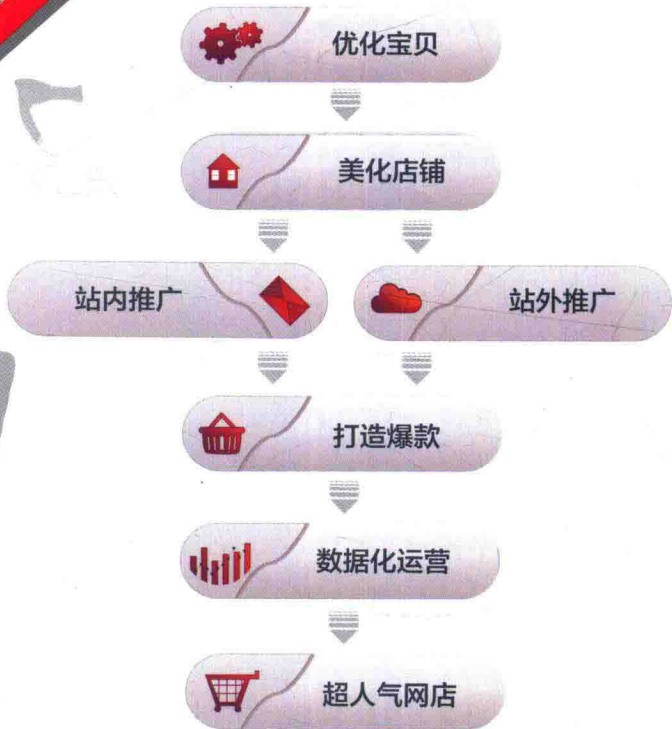 优化宝贝
美化店铺
站内推广
站外推广
打造爆款
数据化运营
超人气网店